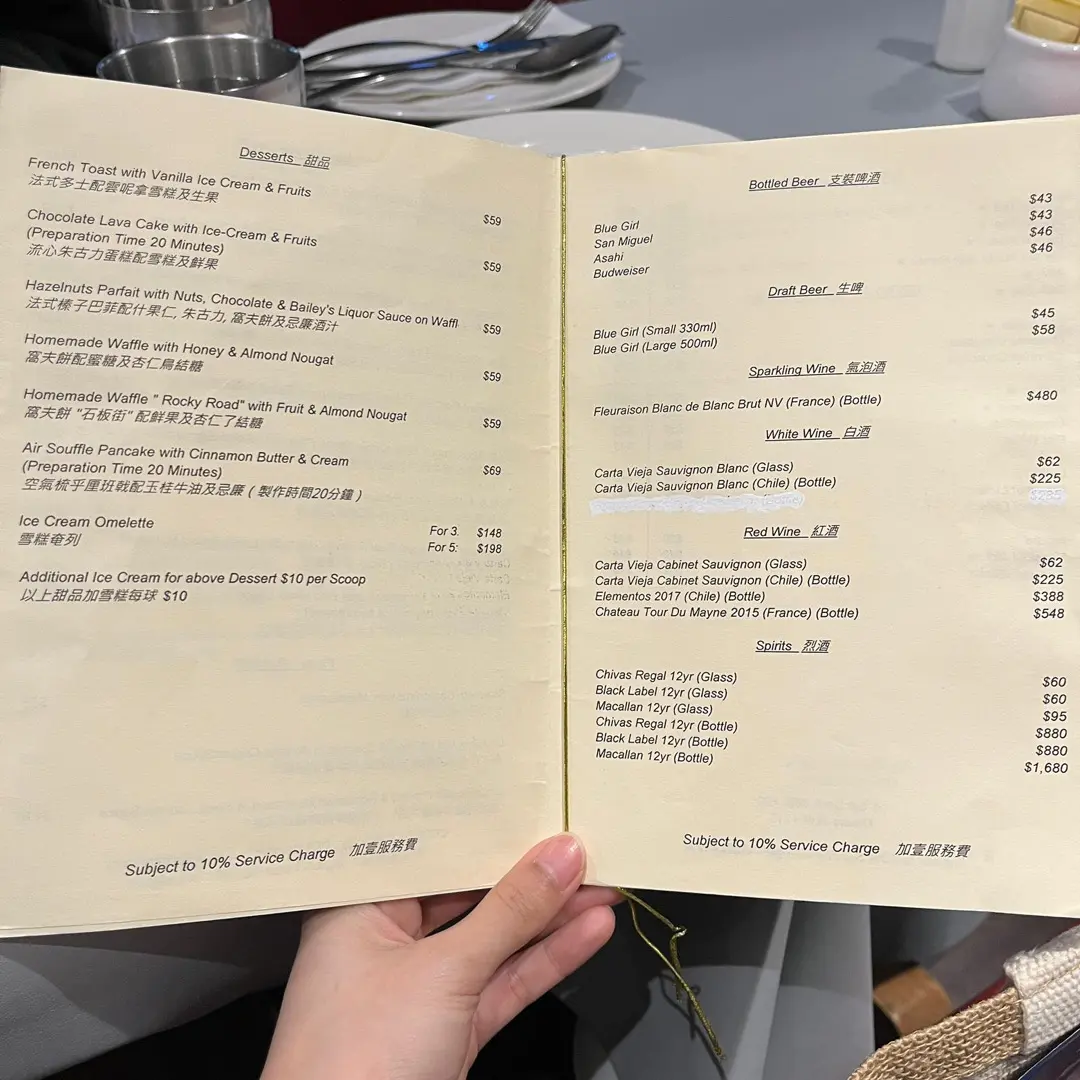 Desserts 甜品
French Toast with Vanilla Ice Cream & Fruits
法式多士配雲呢拿雪糕及生果
$59
Chocolate Lava Cake with Ice-Cream & Fruits
(Preparation Time 20 Minutes)
流心朱古力蛋糕配雪糕及鮮果
$59
Hazelnuts Parfait with Nuts, Chocolate & Bailey's Liquor Sauce on Waffl
法式榛子巴菲配什果仁, 朱古力, 窩夫餅及忌廉酒汁
$59
Homemade Waffle with Honey & Almond Nougat
窩夫餅配蜜糖及杏仁鳥結糖
$59
Homemade Waffle " Rocky Road" with Fruit & Almond Nougat
窩夫餅 "石板街" 配鮮果及杏仁了結糖
$59
Air Souffle Pancake with Cinnamon Butter & Cream
(Preparation Time 20 Minutes)
空氣梳乎厘班戟配玉桂牛油及忌廉 ( 製作時間20分鐘 )
$69
Ice Cream Omelette
雪糕奄列
For 3. $148
For 5: $198
Additional Ice Cream for above Dessert $10 per Scoop
以上甜品加雪糕每球 $10
Subject to 10% Service Charge 加壹服務費
Bottled Beer 支裝啤酒
Blue Girl $43
San Miguel $43
Asahi $46
Budweiser $46
Draft Beer 生啤
Blue Girl (Small 330ml) $45
Blue Girl (Large 500ml) $58
Sparkling Wine 氣泡酒
Fleuraison Blanc de Blanc Brut NV (France) (Bottle) $480
White Wine 白酒
Carta Vieja Sauvignon Blanc (Glass) $62
Carta Vieja Sauvignon Blanc (Chile) (Bottle) $225
Red Wine 紅酒
Carta Vieja Cabinet Sauvignon (Glass) $62
Carta Vieja Cabinet Sauvignon (Chile) (Bottle) $225
Elementos 2017 (Chile) (Bottle) $388
Chateau Tour Du Mayne 2015 (France) (Bottle) $548
Spirits 烈酒
Chivas Regal 12yr (Glass) $60
Black Label 12yr (Glass) $60
Macallan 12yr (Glass) $95
Chivas Regal 12yr (Bottle) $880
Black Label 12yr (Bottle) $880
Macallan 12yr (Bottle) $1,680
Subject to 10% Service Charge 加壹服務費